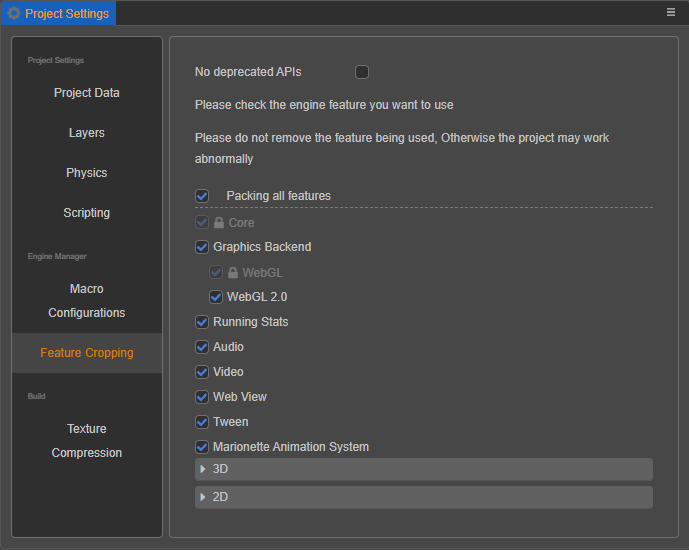 Project Settings
Project Settings
Project Data
Layers
Physics
Scripting
Engine Manager
Macro
Configurations
Feature Cropping
Build
Texture
Compression
No deprecated APIs
Please check the engine feature you want to use
Please do not remove the feature being used, Otherwise the project may work
abnormally
Packing all features
Core
Graphics Backend
WebGL
WebGL 2.0
Running Stats
Audio
Video
Web View
Tween
Marionette Animation System
3D
2D